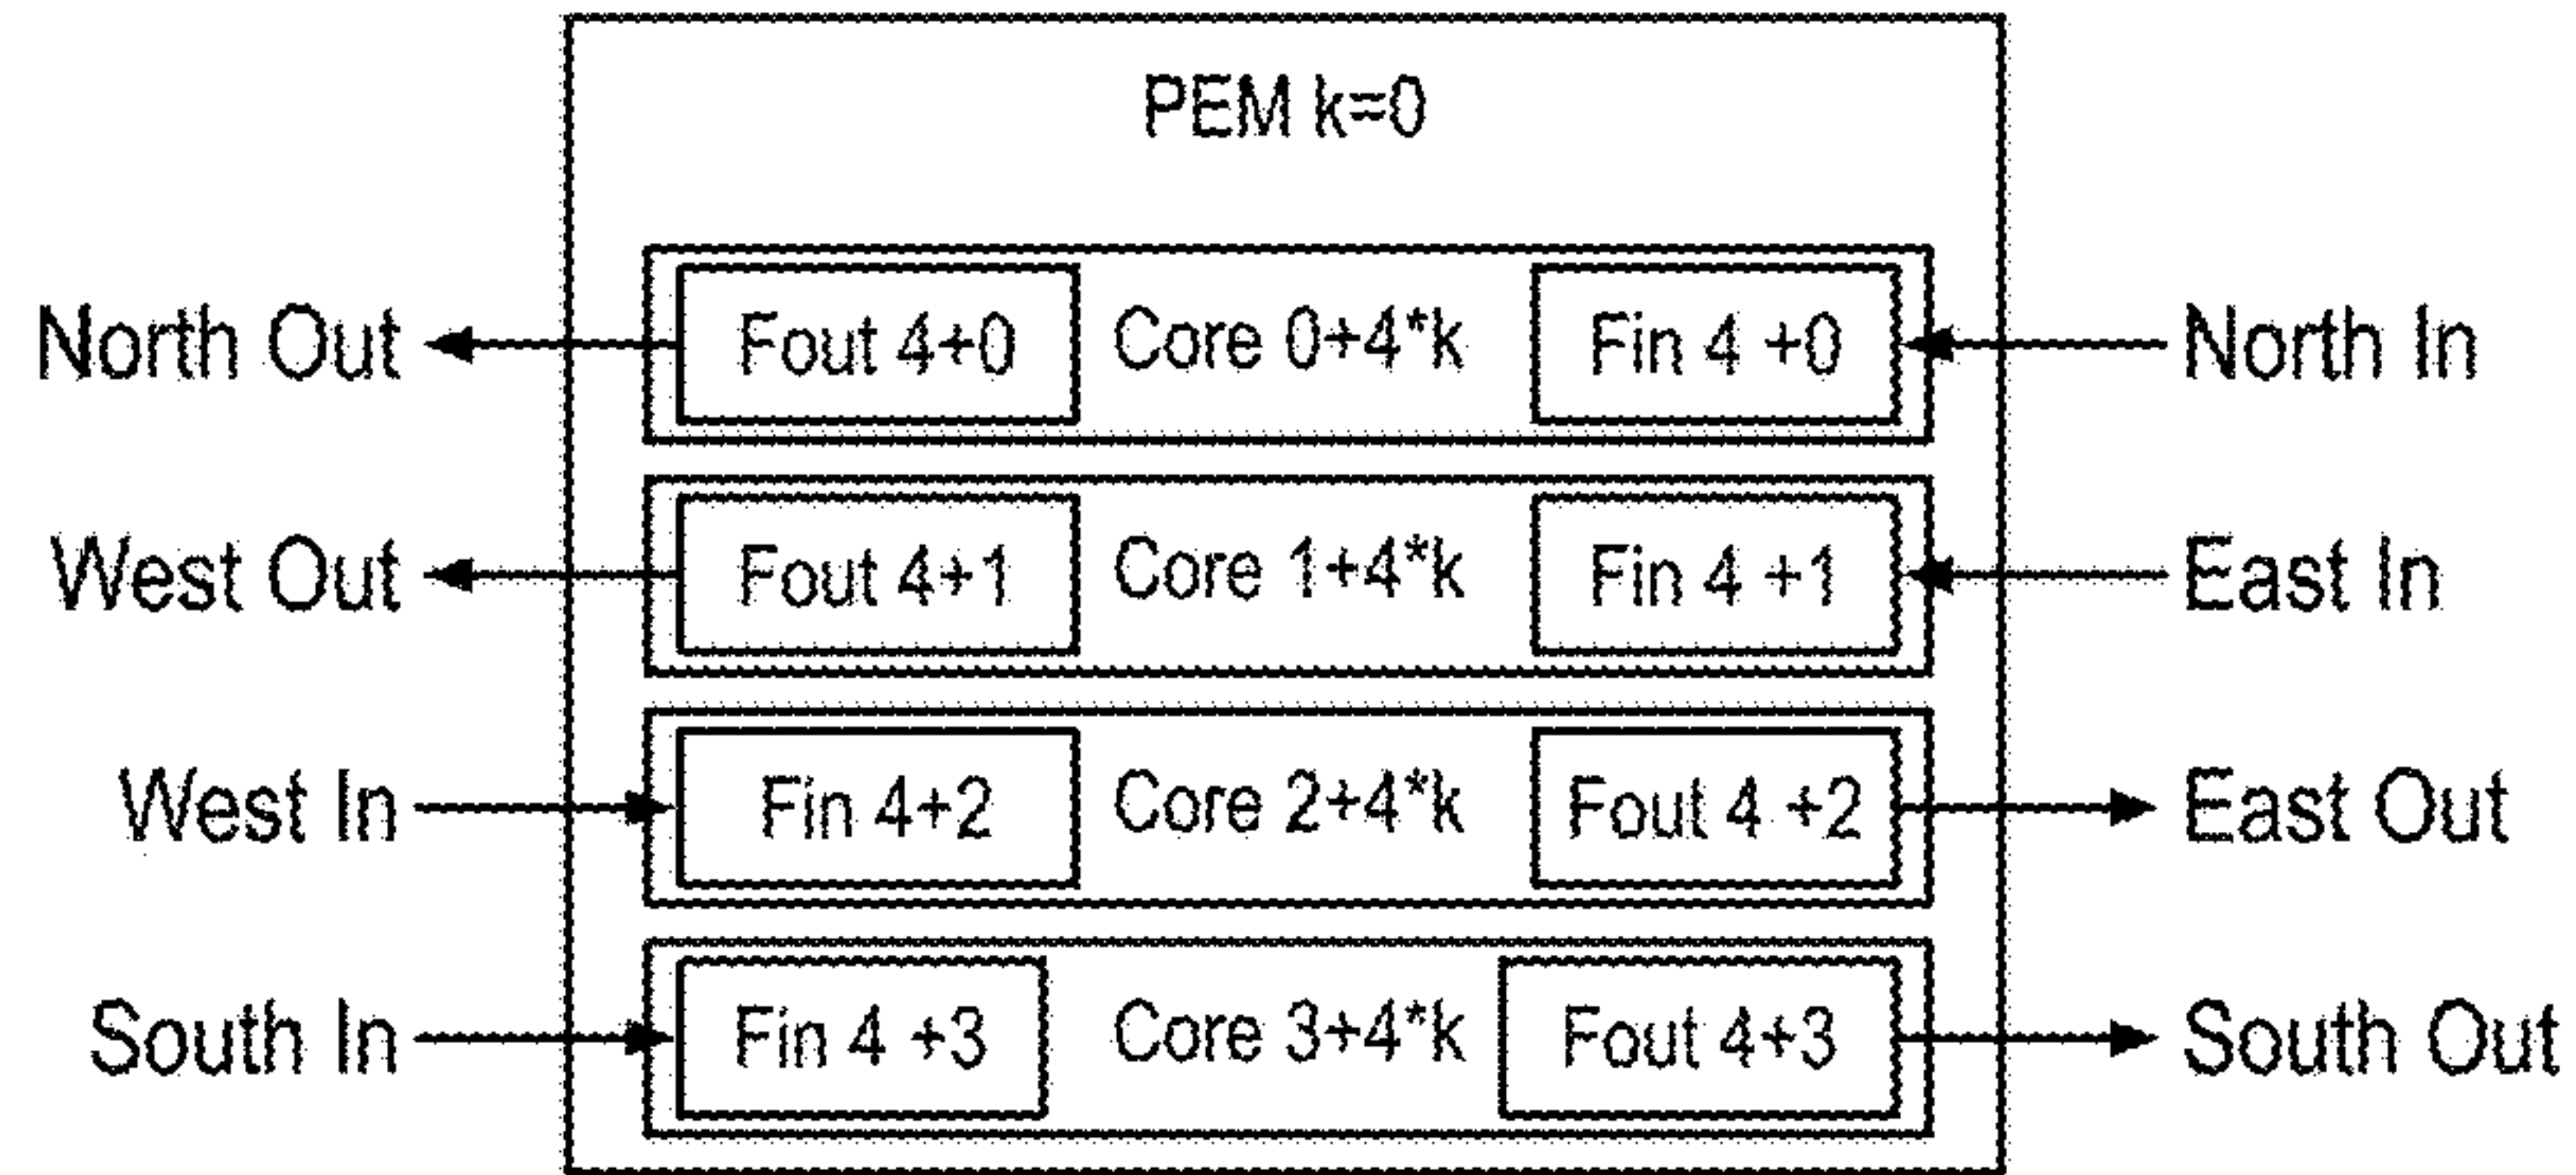 PEM k=0
North Out Fout 4+0 Core 0+4*k Fin 4 +0 North In
West Out Fout 4+1 Core 1+4*k Fin 4 +1 East In
West In Fin 4+2 Core 2+4*k Fout 4 +2 East Out
South In Fin 4 +3 Core 3+4*k Fout 4+3 South Out